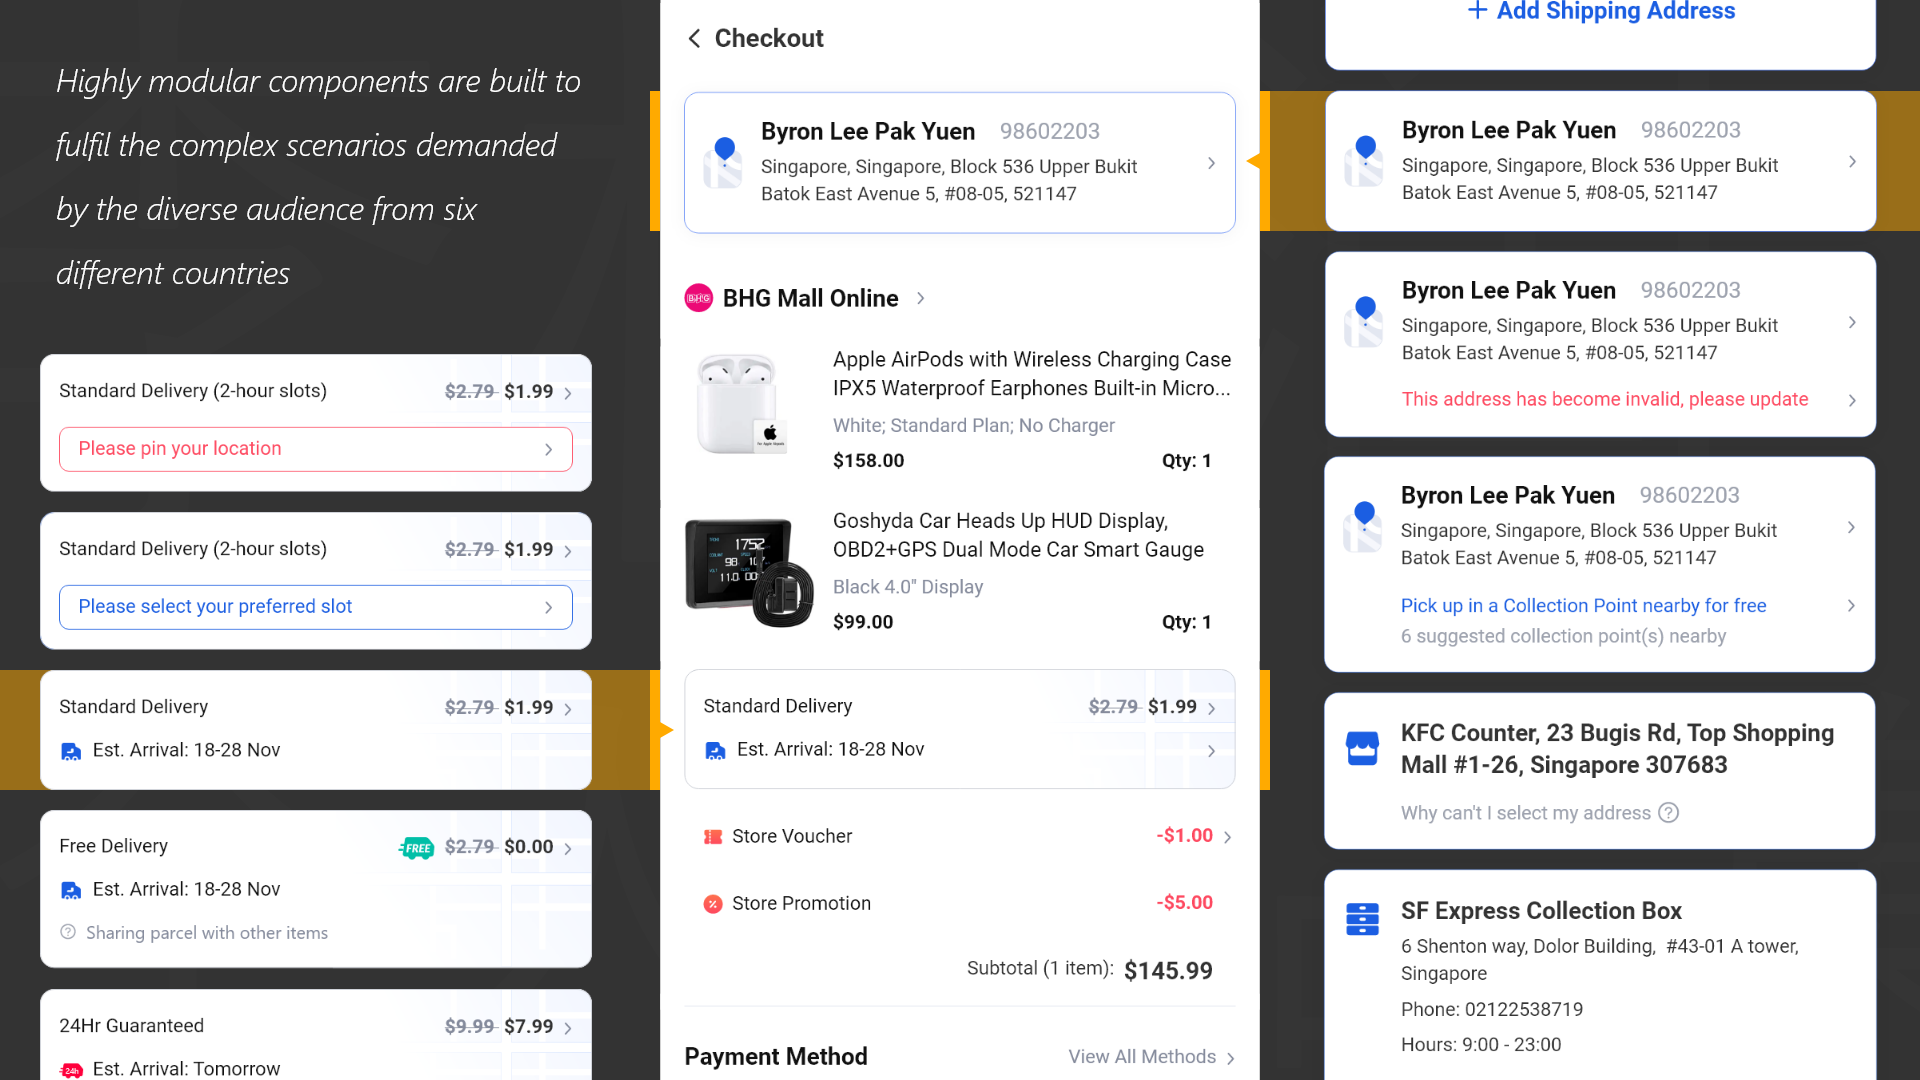 Highly modular components are built to
fulfil the complex scenarios demanded
by the diverse audience from six
different countries
Standard Delivery (2-hour slots) $2.79 $1.99
Please pin your location
Standard Delivery (2-hour slots) $2.79 $1.99
Please select your preferred slot
Standard Delivery $2.79 $1.99
Est. Arrival: 18-28 Nov
Free Delivery FREE $2.79 $0.00
Est. Arrival: 18-28 Nov
Sharing parcel with other items
24Hr Guaranteed $9.99 $7.99
24h Est. Arrival: Tomorrow
Checkout
Byron Lee Pak Yuen 98602203
Singapore, Singapore, Block 536 Upper Bukit
Batok East Avenue 5, #08-05, 521147
BHG BHG Mall Online
Apple AirPods with Wireless Charging Case
IPX5 Waterproof Earphones Built-in Micro...
White; Standard Plan; No Charger
$158.00 Qty: 1
Goshyda Car Heads Up HUD Display,
OBD2+GPS Dual Mode Car Smart Gauge
Black 4.0" Display
$99.00 Qty: 1
1752
98
11.0
Standard Delivery $2.79 $1.99
Est. Arrival: 18-28 Nov
Store Voucher -$1.00
Store Promotion -$5.00
Subtotal (1 item): $145.99
Payment Method View All Methods
+ Add Shipping Address
Byron Lee Pak Yuen 98602203
Singapore, Singapore, Block 536 Upper Bukit
Batok East Avenue 5, #08-05, 521147
Byron Lee Pak Yuen 98602203
Singapore, Singapore, Block 536 Upper Bukit
Batok East Avenue 5, #08-05, 521147
This address has become invalid, please update
Byron Lee Pak Yuen 98602203
Singapore, Singapore, Block 536 Upper Bukit
Batok East Avenue 5, #08-05, 521147
Pick up in a Collection Point nearby for free
6 suggested collection point(s) nearby
KFC Counter, 23 Bugis Rd, Top Shopping
Mall #1-26, Singapore 307683
Why can't I select my address
SF Express Collection Box
6 Shenton way, Dolor Building, #43-01 A tower,
Singapore
Phone: 02122538719
Hours: 9:00 - 23:00